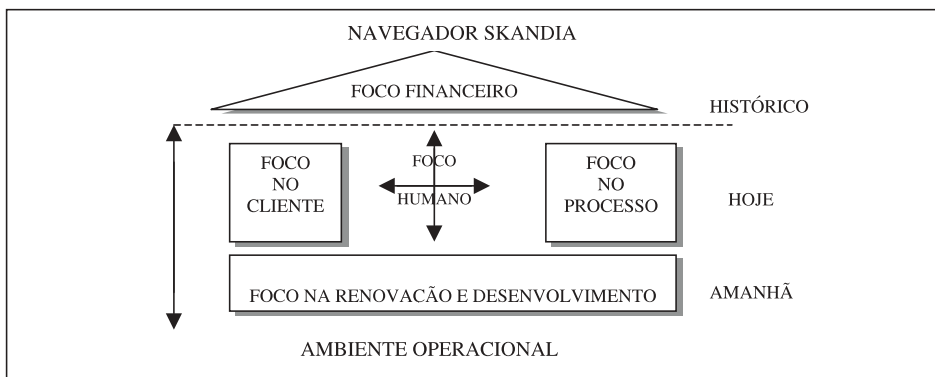 NAVEGADOR SKANDIA
FOCO FINANCEIRO
HISTÓRICO
FOCO
NO
CLIENTE
FOCO
HUMANO
FOCO
NO
PROCESSO
HOJE
FOCO NA RENOVACÃO E DESENVOLVIMENTO
AMANHÃ
AMBIENTE OPERACIONAL